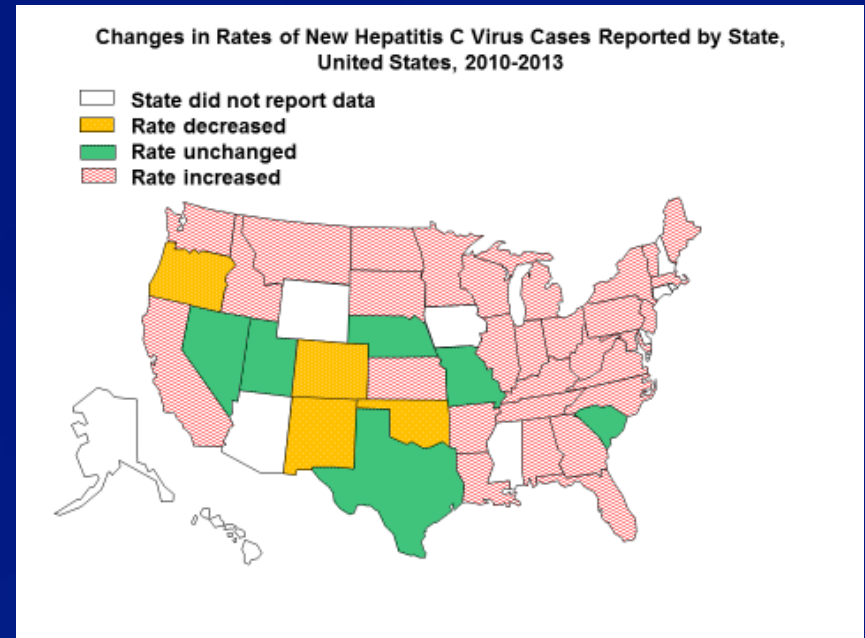 Changes in Rates of New Hepatitis C Virus Cases Reported by State,
United States, 2010-2013
State did not report data
Rate decreased
Rate unchanged
Rate increased